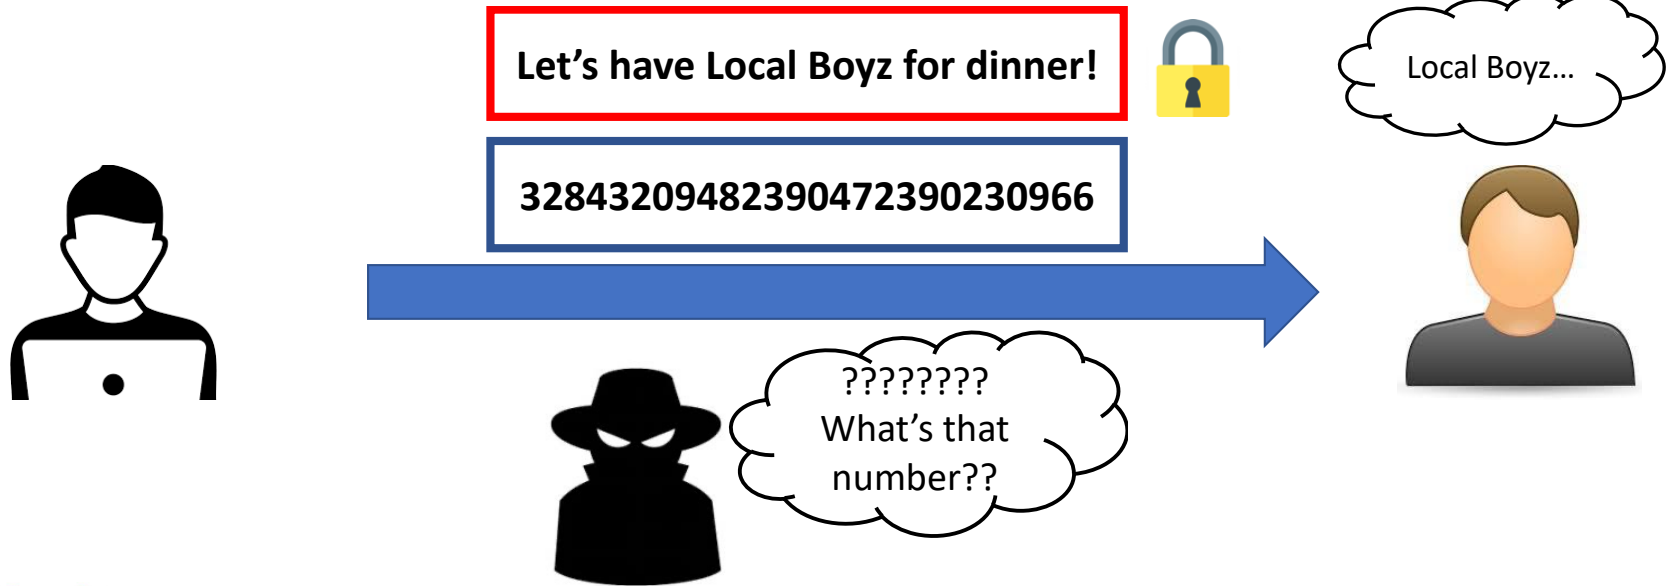 Let’s have Local Boyz for dinner!
Local Boyz…
32843209482390472390230966
????????
What’s that
number??